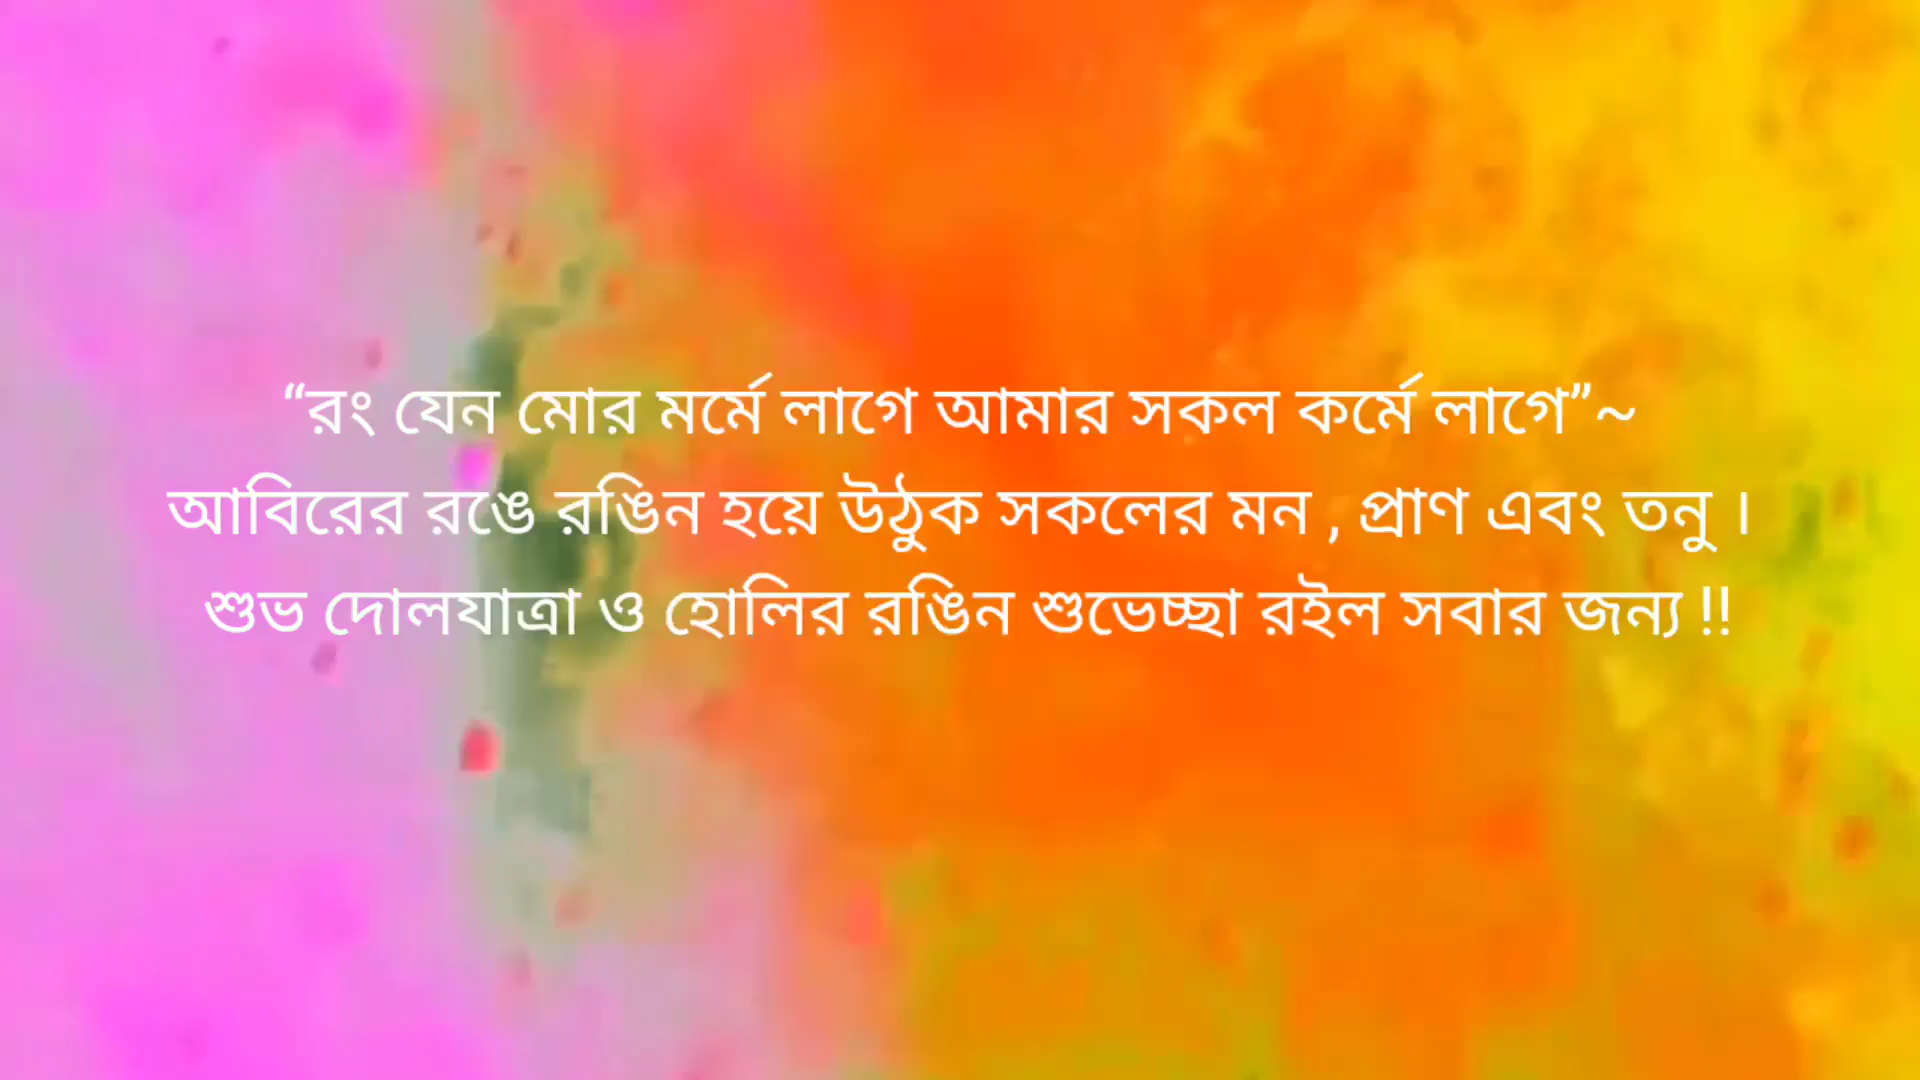 “রং যেন মোর মর্মে লাগে আমার সকল কর্মে লাগে”~
আবিরের রঙে রঙিন হয়ে উঠুক সকলের মন , প্রাণ এবং তনু ।
শুভ দোলযাত্রা ও হোলির রঙিন শুভেচ্ছা রইল সবার জন্য !!